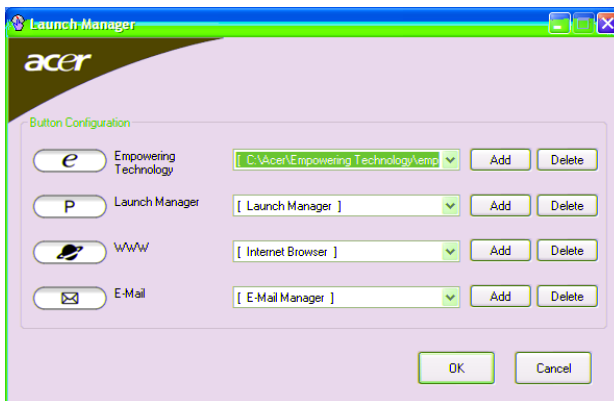 Launch Manager
acer
Button Configuration
e Empowering Technology [ C:\Acer\Empowering Technology\emp Add Delete
P Launch Manager [ Launch Manager ] Add Delete
WWW [ Internet Browser ] Add Delete
E-Mail [ E-Mail Manager ] Add Delete
OK Cancel